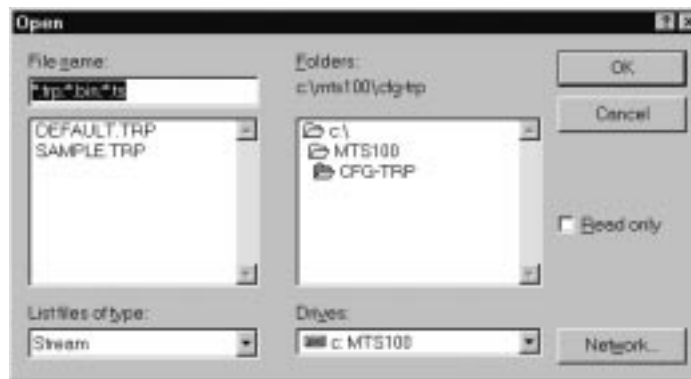 Open
File name:
*.trp;*.bin;*.ts
DEFAULT.TRP
SAMPLE.TRP
List files of type:
Stream
Folders:
c:\mts100\cfg-trp
c:\
MTS100
CFG-TRP
Drives:
c: MTS100
OK
Cancel
Read only
Network...